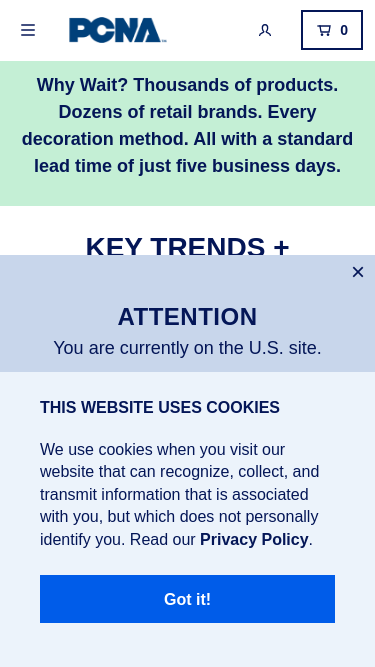 PCNA
0
Why Wait? Thousands of products.
Dozens of retail brands. Every
decoration method. All with a standard
lead time of just five business days.
KEY TRENDS +
×
ATTENTION
You are currently on the U.S. site.
THIS WEBSITE USES COOKIES
We use cookies when you visit our
website that can recognize, collect, and
transmit information that is associated
with you, but which does not personally
identify you. Read our Privacy Policy.
Got it!